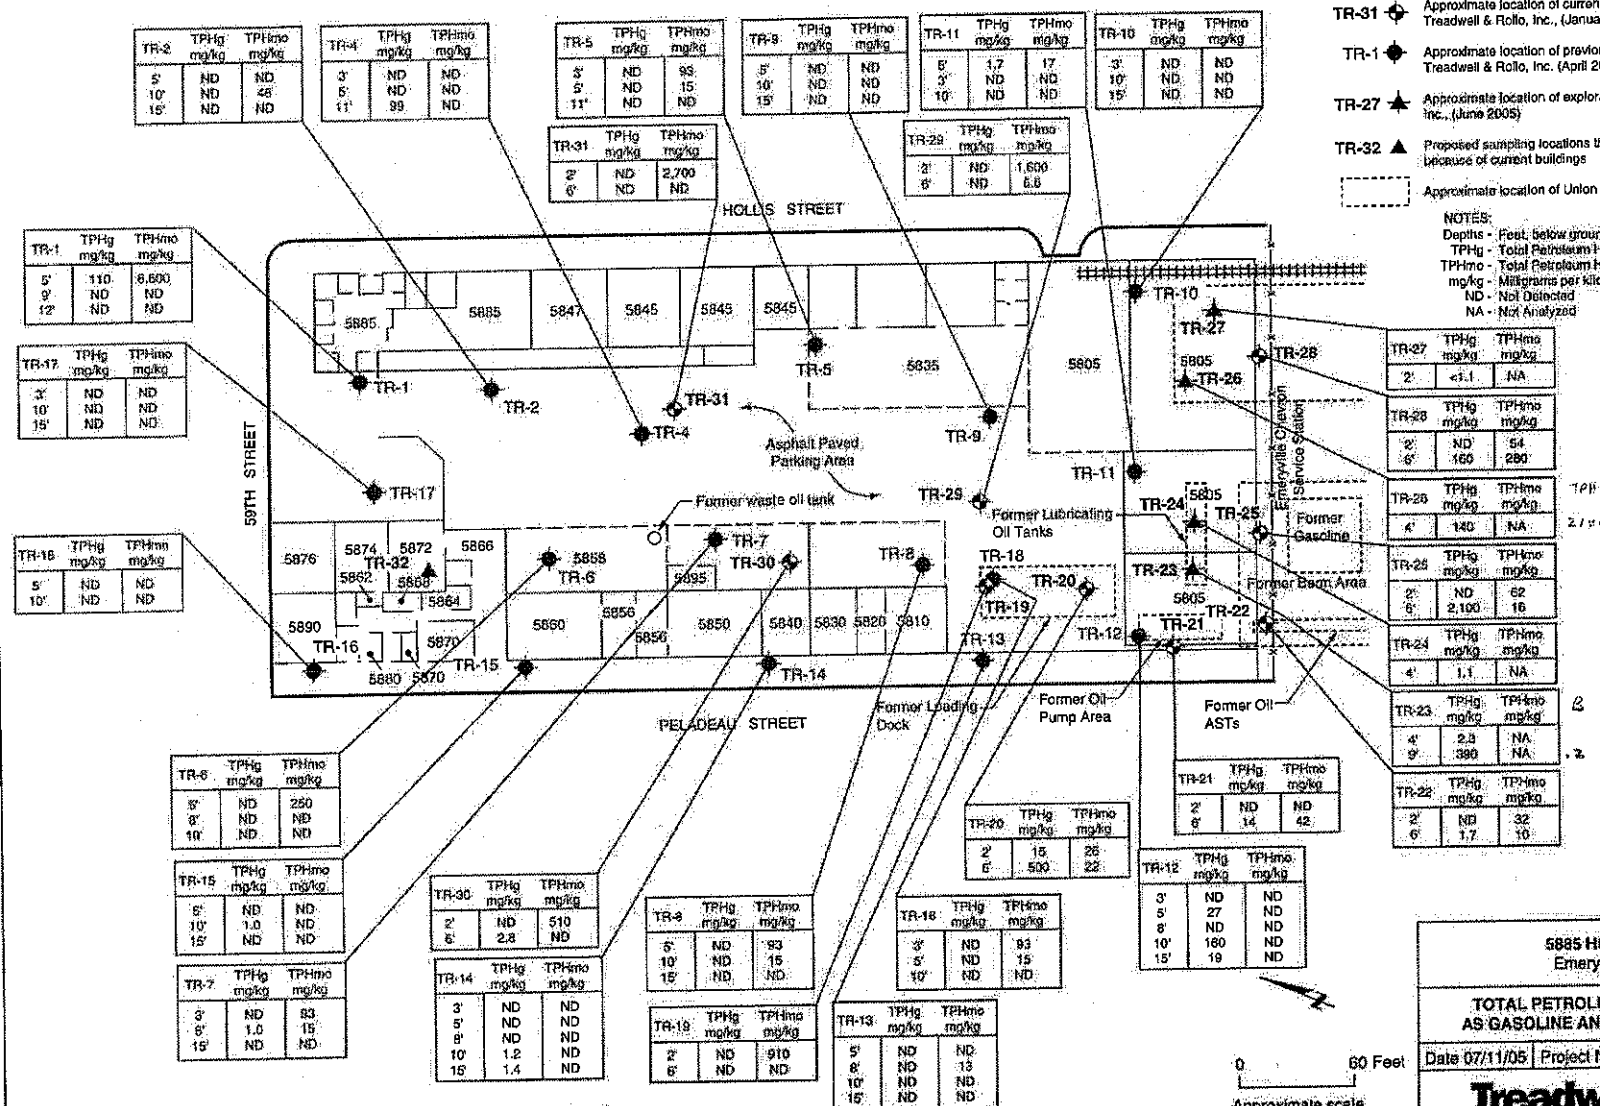 TR-2 TPHg mg/kg TPHmo mg/kg
5' ND ND
10' ND 46
15' ND ND
TR-4 TPHg mg/kg TPHmo mg/kg
3' ND ND
5' ND ND
11' 99 ND
TR-5 TPHg mg/kg TPHmo mg/kg
3' ND 93
5' ND 15
11' ND ND
TR-9 TPHg mg/kg TPHmo mg/kg
5' ND ND
10' ND ND
15' ND ND
TR-11 TPHg mg/kg TPHmo mg/kg
5' 1.7 17
3' ND ND
10' ND ND
TR-10 TPHg mg/kg TPHmo mg/kg
3' ND ND
10' ND ND
15' ND ND
TR-31 Approximate location of curren
Treadwell & Rollo, Inc., (Janua
TR-1 Approximate location of previo
Treadwell & Rollo, Inc. (April 20
TR-27 Approximate location of explora
Inc., (June 2005)
TR-32 Proposed sampling locations th
because of current buildings
Approximate location of Union
NOTES:
Depths - Feet, below groun
TPHg - Total Petroleum H
TPHmo - Total Petroleum H
mg/kg - Milligrams per kilo
ND - Not Detected
NA - Not Analyzed
TR-31 TPHg mg/kg TPHmo mg/kg
2' ND 2,700
6' ND ND
TR-29 TPHg mg/kg TPHmo mg/kg
2' ND 1,600
6' ND 6.6
HOLLIS STREET
TR-1 TPHg mg/kg TPHmo mg/kg
5' 110 6,600
9' ND ND
12' ND ND
TR-17 TPHg mg/kg TPHmo mg/kg
3' ND ND
10' ND ND
15' ND ND
TR-16 TPHg mg/kg TPHmo mg/kg
5' ND ND
10' ND ND
59TH STREET
5885
5885
5847
5845
5845
5845
5835
5805
5805
TR-10
TR-27
TR-28
TR-26
TR-1
TR-2
TR-31
TR-4
TR-5
TR-9
TR-11
Asphalt Paved
Parking Area
Emeryville Chevron
Service Station
TR-17
Former waste oil tank
TR-29
Former Lubricating
Oil Tanks
TR-24
5805
TR-25
Former
Gasoline
5876
5874
5872
5866
TR-32
5862
5868
5864
5868
TR-6
TR-7
5895
TR-30
TR-8
TR-18
TR-19
TR-20
TR-23
5805
Former Beam Area
TR-22
5890
TR-16
5880
5870
5870
TR-15
5860
5856
5856
5850
5840
5830
5820
5810
TR-13
TR-14
TR-12
TR-21
PELADEAU STREET
Former Loading
Dock
Former Oil
Pump Area
Former Oil
ASTs
TR-27 TPHg mg/kg TPHmo mg/kg
2' <1.1 NA
TR-28 TPHg mg/kg TPHmo mg/kg
2' ND 54
6' 160 280
TR-26 TPHg mg/kg TPHmo mg/kg
4' 140 NA
TR-25 TPHg mg/kg TPHmo mg/kg
2' ND 62
6' 2,100 16
TR-24 TPHg mg/kg TPHmo mg/kg
4' 1.1 NA
TR-23 TPHg mg/kg TPHmo mg/kg
4' 2.3 NA
9' 390 NA
TR-22 TPHg mg/kg TPHmo mg/kg
2' ND 32
6' 1.7 10
TR-6 TPHg mg/kg TPHmo mg/kg
5' ND 250
8' ND ND
10' ND ND
TR-15 TPHg mg/kg TPHmo mg/kg
5' ND ND
10' 1.0 ND
15' ND ND
TR-7 TPHg mg/kg TPHmo mg/kg
3' ND 93
8' 1.0 15
15' ND ND
TR-30 TPHg mg/kg TPHmo mg/kg
2' ND 510
6' 2.8 ND
TR-14 TPHg mg/kg TPHmo mg/kg
3' ND ND
5' ND ND
8' ND ND
10' 1.2 ND
15' 1.4 ND
TR-8 TPHg mg/kg TPHmo mg/kg
5' ND 93
10' ND 15
15' ND ND
TR-19 TPHg mg/kg TPHmo mg/kg
2' ND 910
6' ND ND
TR-18 TPHg mg/kg TPHmo mg/kg
3' ND 93
5' ND 15
10' ND ND
TR-13 TPHg mg/kg TPHmo mg/kg
5' ND ND
8' ND 13
10' ND ND
15' ND ND
TR-20 TPHg mg/kg TPHmo mg/kg
2' 15 26
6' 500 22
TR-21 TPHg mg/kg TPHmo mg/kg
2' ND ND
6' 14 42
TR-12 TPHg mg/kg TPHmo mg/kg
3' ND ND
5' 27 ND
8' ND ND
10' 160 ND
15' 19 ND
0 60 Feet
Approximate scale
5885 H
Emery
TOTAL PETROL
AS GASOLINE AN
Date 07/11/05 Project N
Treadw